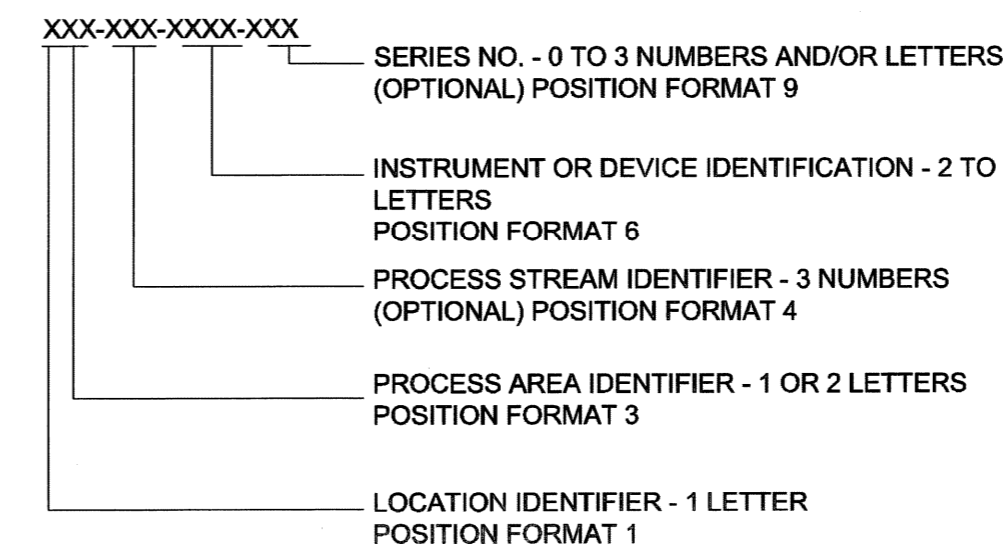 XXX-XXX-XXXX-XXX
SERIES NO. - 0 TO 3 NUMBERS AND/OR LETTERS
(OPTIONAL) POSITION FORMAT 9
INSTRUMENT OR DEVICE IDENTIFICATION - 2 TO
LETTERS
POSITION FORMAT 6
PROCESS STREAM IDENTIFIER - 3 NUMBERS
(OPTIONAL) POSITION FORMAT 4
PROCESS AREA IDENTIFIER - 1 OR 2 LETTERS
POSITION FORMAT 3
LOCATION IDENTIFIER - 1 LETTER
POSITION FORMAT 1